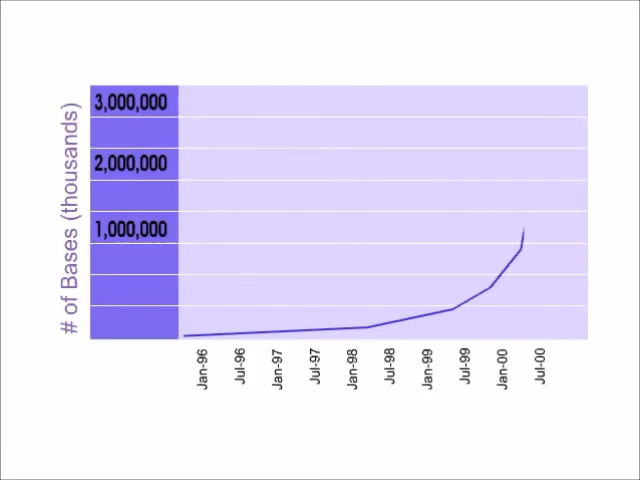 # of Bases (thousands)
3,000,000
2,000,000
1,000,000
Jan-96
Jul-96
Jan-97
Jul-97
Jan-98
Jul-98
Jan-99
Jul-99
Jan-00
Jul-00